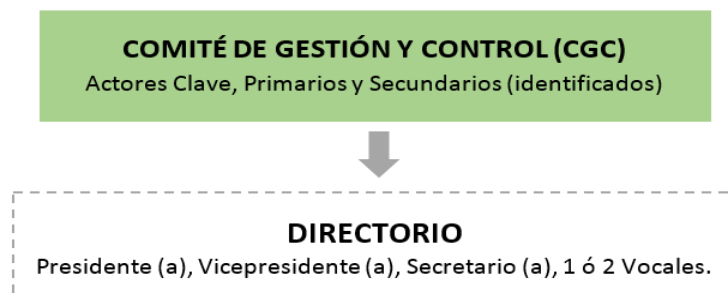 COMITÉ DE GESTIÓN Y CONTROL (CGC)
Actores Clave, Primarios y Secundarios (identificados)
DIRECTORIO
Presidente (a), Vicepresidente (a), Secretario (a), 1 ó 2 Vocales.